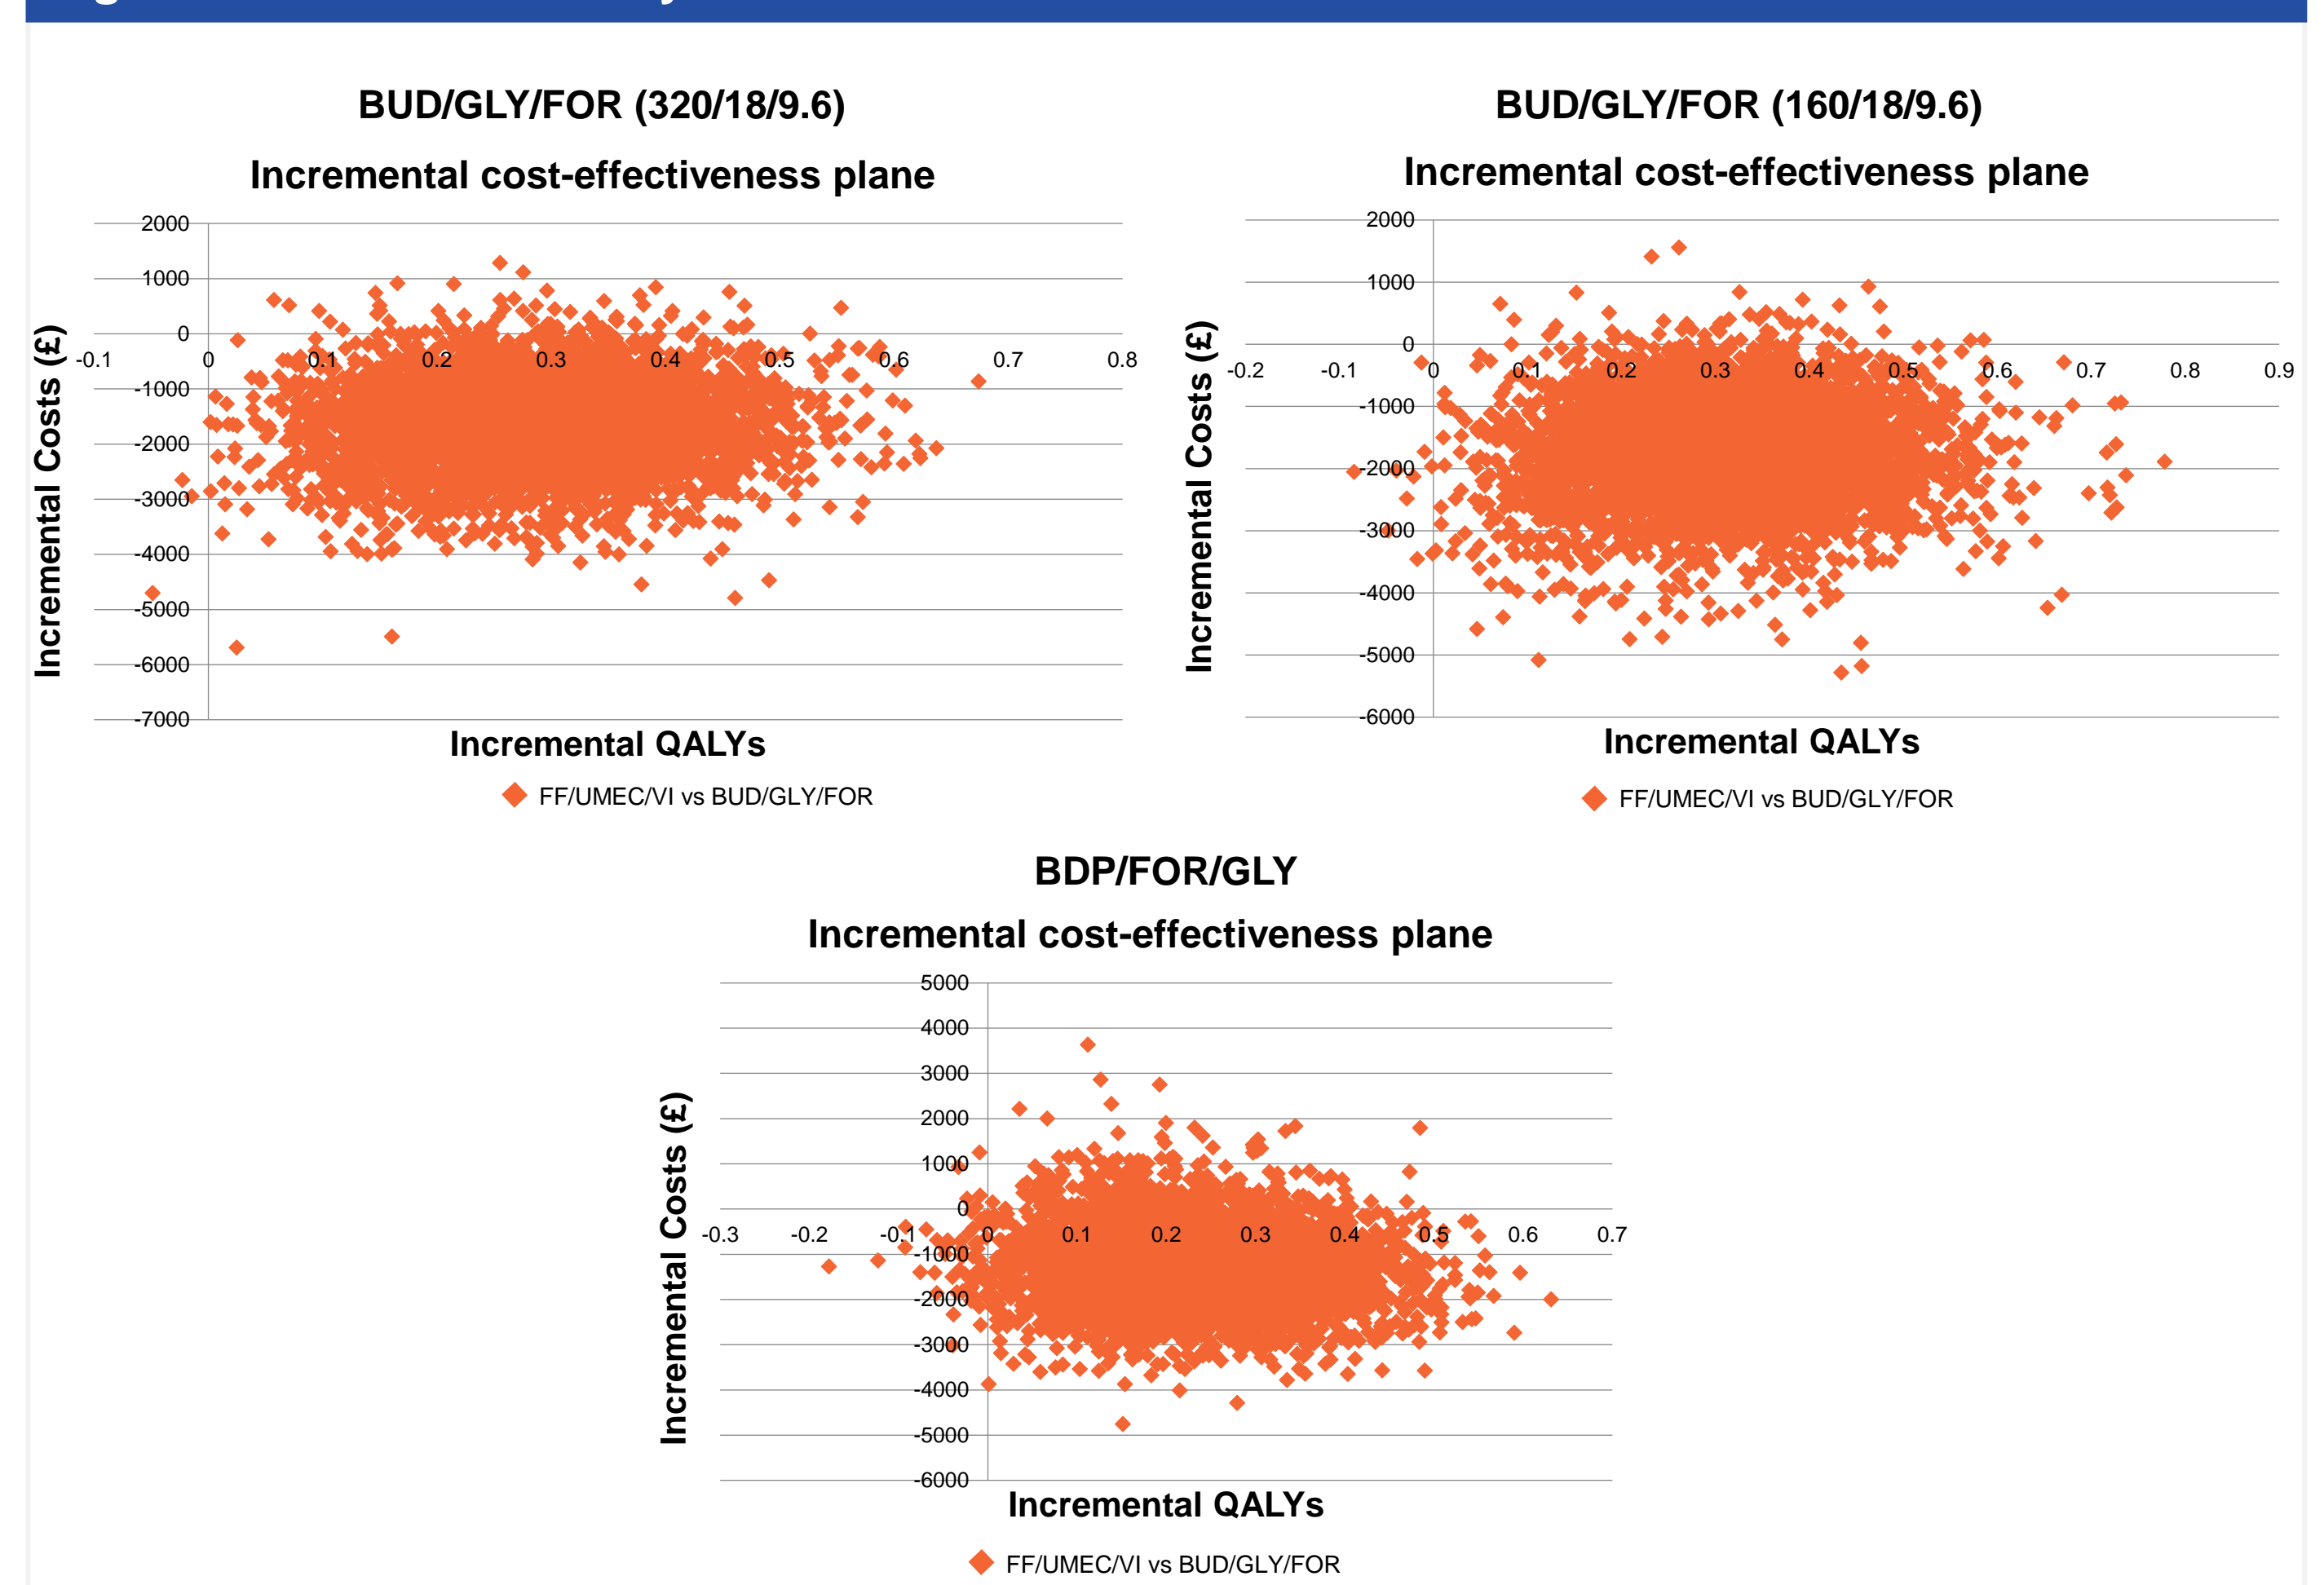 BUD/GLY/FOR (320/18/9.6)
Incremental cost-effectiveness plane
2000
1000
0
-1000
-2000
-3000
-4000
-5000
-6000
-7000
-0.1 0 0.1 0.2 0.3 0.4 0.5 0.6 0.7 0.8
Incremental Costs (£)
Incremental QALYs
FF/UMEC/VI vs BUD/GLY/FOR
BUD/GLY/FOR (160/18/9.6)
Incremental cost-effectiveness plane
2000
1000
0
-1000
-2000
-3000
-4000
-5000
-6000
-0.2 -0.1 0 0.1 0.2 0.3 0.4 0.5 0.6 0.7 0.8 0.9
Incremental Costs (£)
Incremental QALYs
FF/UMEC/VI vs BUD/GLY/FOR
BDP/FOR/GLY
Incremental cost-effectiveness plane
5000
4000
3000
2000
1000
0
-1000
-2000
-3000
-4000
-5000
-6000
-0.3 -0.2 -0.1 0 0.1 0.2 0.3 0.4 0.5 0.6 0.7
Incremental Costs (£)
Incremental QALYs
FF/UMEC/VI vs BUD/GLY/FOR